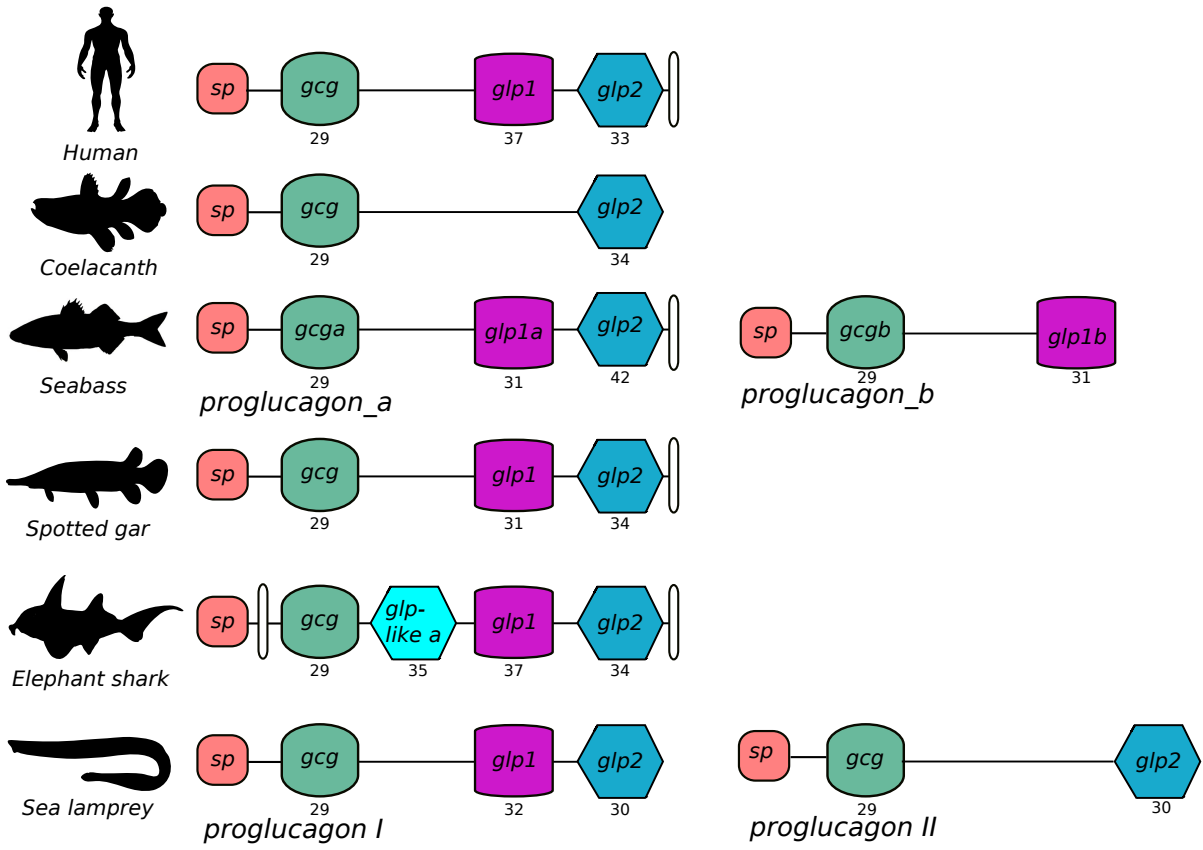 sp gcg glp1 glp2
29 37 33
Human
sp gcg glp2
29 34
Coelacanth
sp gcga glp1a glp2 sp gcgb glp1b
29 31 42 29 31
Seabass
proglucagon_a proglucagon_b
sp gcg glp1 glp2
29 31 34
Spotted gar
sp gcg glp-
like a glp1 glp2
29 35 37 34
Elephant shark
sp gcg glp1 glp2 sp gcg glp2
29 32 30 29 30
Sea lamprey
proglucagon I proglucagon II